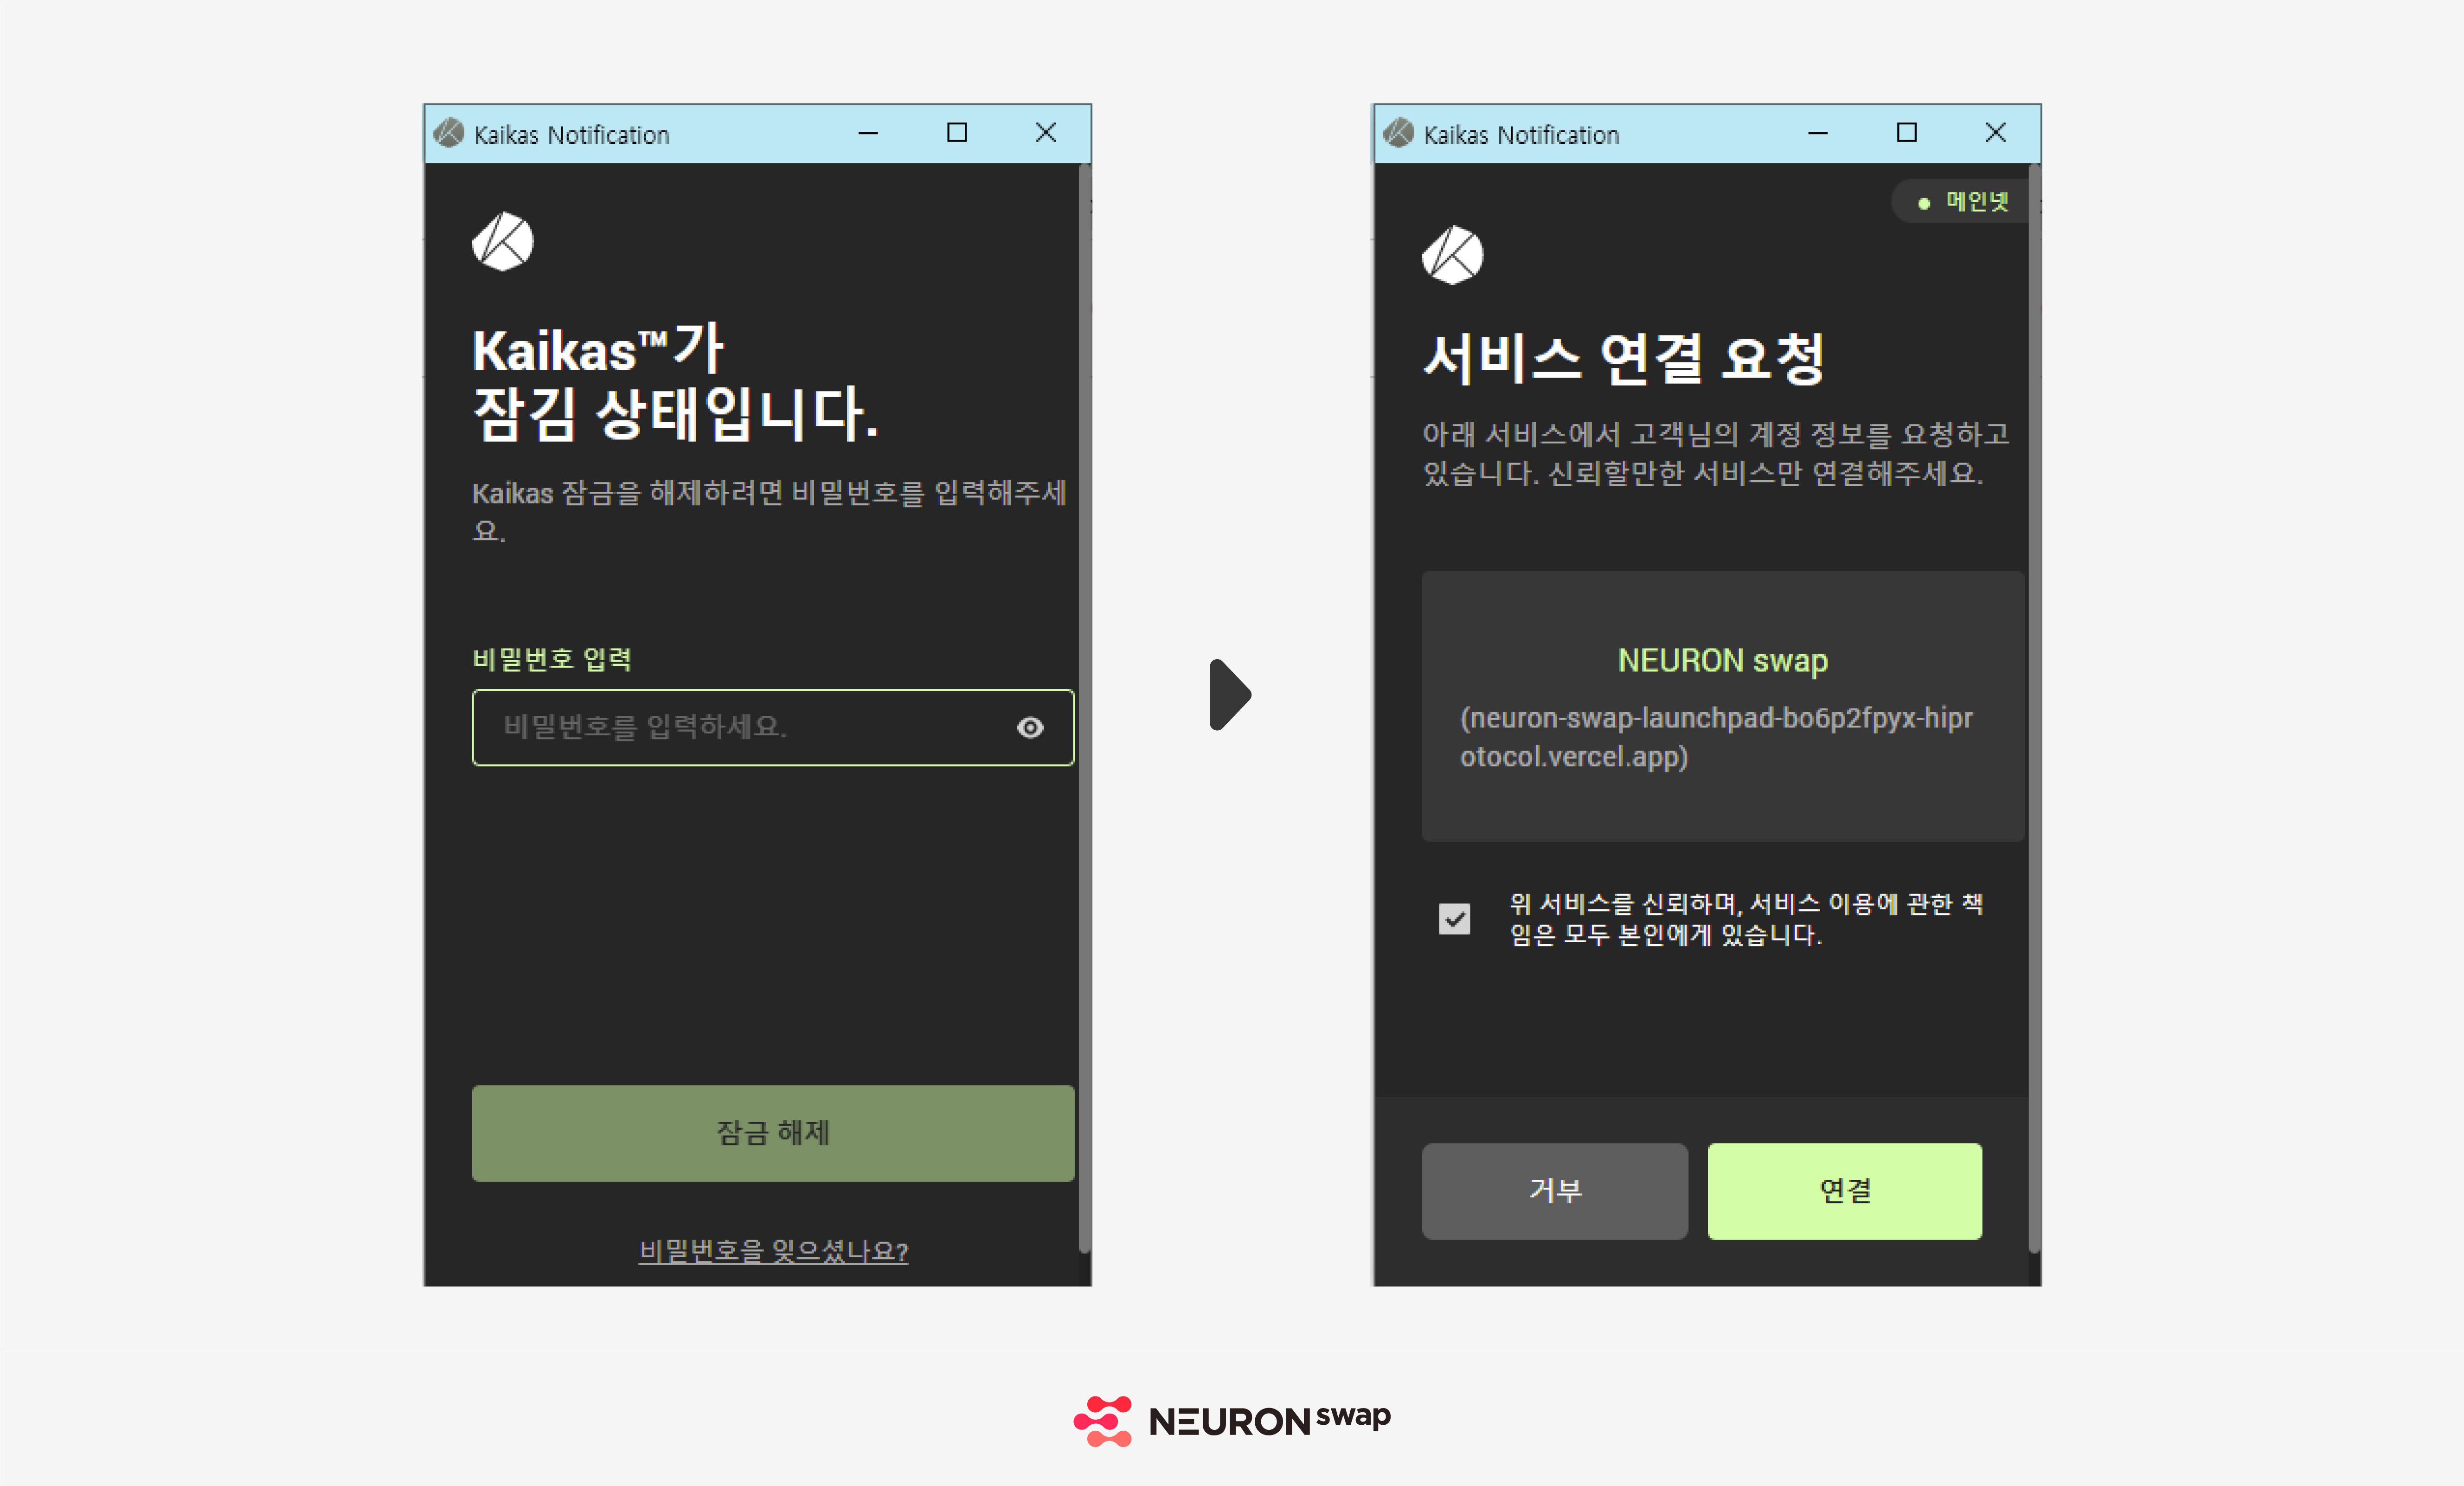 Kaikas Notification
Kaikas™가
잠김 상태입니다.
Kaikas 잠금을 해제하려면 비밀번호를 입력해주세
요.
비밀번호 입력
비밀번호를 입력하세요.
잠금 해제
비밀번호을 잊으셨나요?
Kaikas Notification
메인넷
서비스 연결 요청
아래 서비스에서 고객님의 계정 정보를 요청하고
있습니다. 신뢰할만한 서비스만 연결해주세요.
NEURON swap
(neuron-swap-launchpad-bo6p2fpyx-hipr
otocol.vercel.app)
위 서비스를 신뢰하며, 서비스 이용에 관한 책
임은 모두 본인에게 있습니다.
거부
연결
NEURON swap